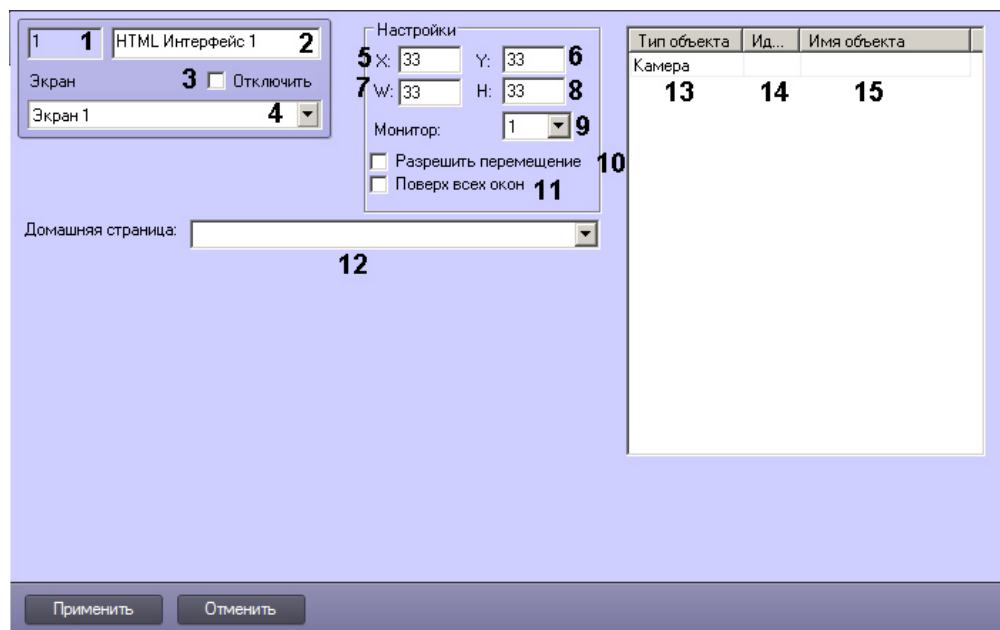 1 1 HTML Интерфейс 1 2
Экран 3 Отключить
Экран 1 4
Настройки
5 X: 33 Y: 33 6
7 W: 33 H: 33 8
Монитор: 1 9
Разрешить перемещение 10
Поверх всех окон 11
Домашняя страница:
12
Тип объекта Ид... Имя объекта
Камера
13 14 15
Применить Отменить